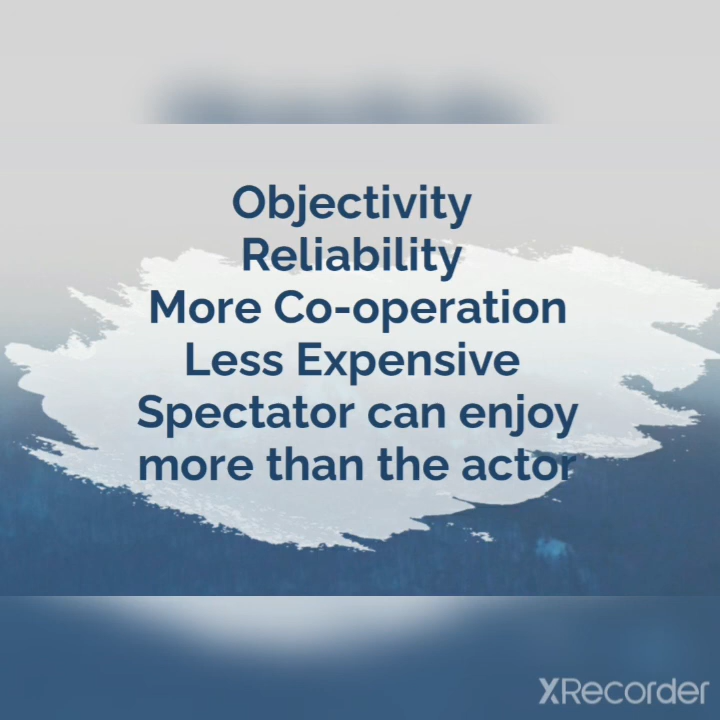 Objectivity
Reliability
More Co-operation
Less Expensive
Spectator can enjoy
more than the actor
XRecorder